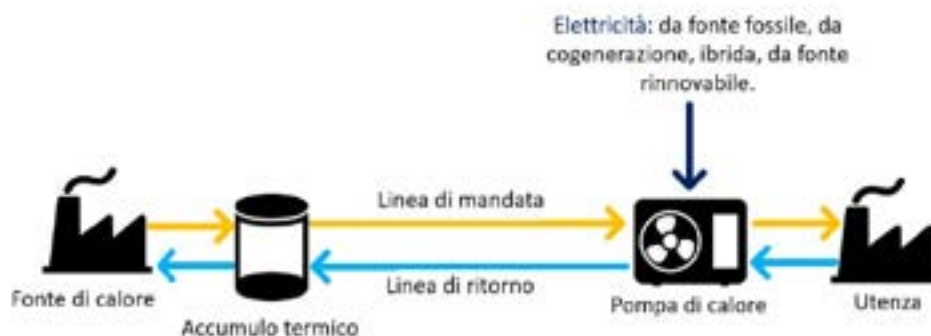 Elettricità: da fonte fossile, da
cogenerazione, ibrida, da fonte
rinnovabile.
Linea di mandata
Linea di ritorno
Fonte di calore
Accumulo termico
Pompa di calore
Utenza